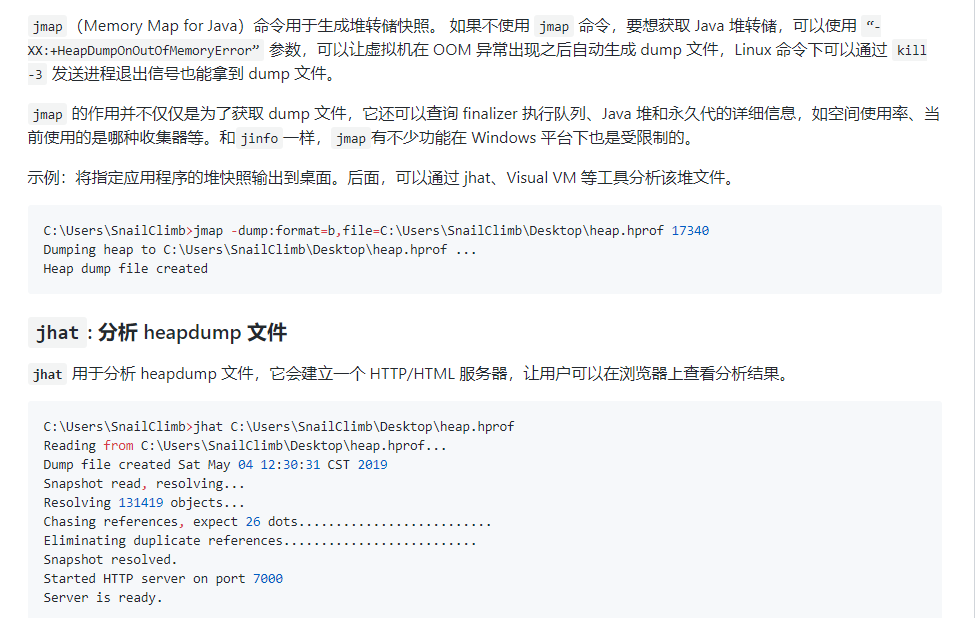 jmap（Memory Map for Java）命令用于生成堆转储快照。 如果不使用 jmap 命令，要想获取 Java 堆转储，可以使用 “-
XX:+HeapDumpOnOutOfMemoryError” 参数，可以让虚拟机在 OOM 异常出现之后自动生成 dump 文件，Linux 命令下可以通过 kill
-3 发送进程退出信号也能拿到 dump 文件。
jmap 的作用并不仅仅是为了获取 dump 文件，它还可以查询 finalizer 执行队列、Java 堆和永久代的详细信息，如空间使用率、当
前使用的是哪种收集器等。和jinfo一样，jmap有不少功能在 Windows 平台下也是受限制的。
示例：将指定应用程序的堆快照输出到桌面。后面，可以通过 jhat、Visual VM 等工具分析该堆文件。
C:\Users\SnailClimb>jmap -dump:format=b,file=C:\Users\SnailClimb\Desktop\heap.hprof 17340
Dumping heap to C:\Users\SnailClimb\Desktop\heap.hprof ...
Heap dump file created
jhat: 分析 heapdump 文件
jhat 用于分析 heapdump 文件，它会建立一个 HTTP/HTML 服务器，让用户可以在浏览器上查看分析结果。
C:\Users\SnailClimb>jhat C:\Users\SnailClimb\Desktop\heap.hprof
Reading from C:\Users\SnailClimb\Desktop\heap.hprof...
Dump file created Sat May 04 12:30:31 CST 2019
Snapshot read, resolving...
Resolving 131419 objects...
Chasing references, expect 26 dots..........................
Eliminating duplicate references..........................
Snapshot resolved.
Started HTTP server on port 7000
Server is ready.